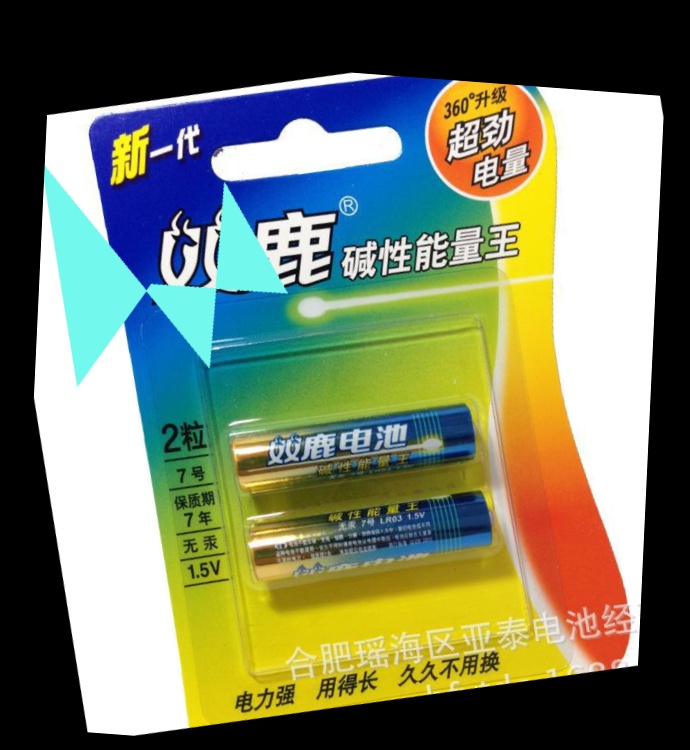 新一代
360°升级
超劲
电量
双鹿®
碱性能量王
2粒
7号
保质期
7年
无汞
1.5V
双鹿电池
碱性能量王
碱性能量王
无汞 7号 LR03 1.5V
合肥瑶海区亚泰电池经
电力强 用得长 久久不用换